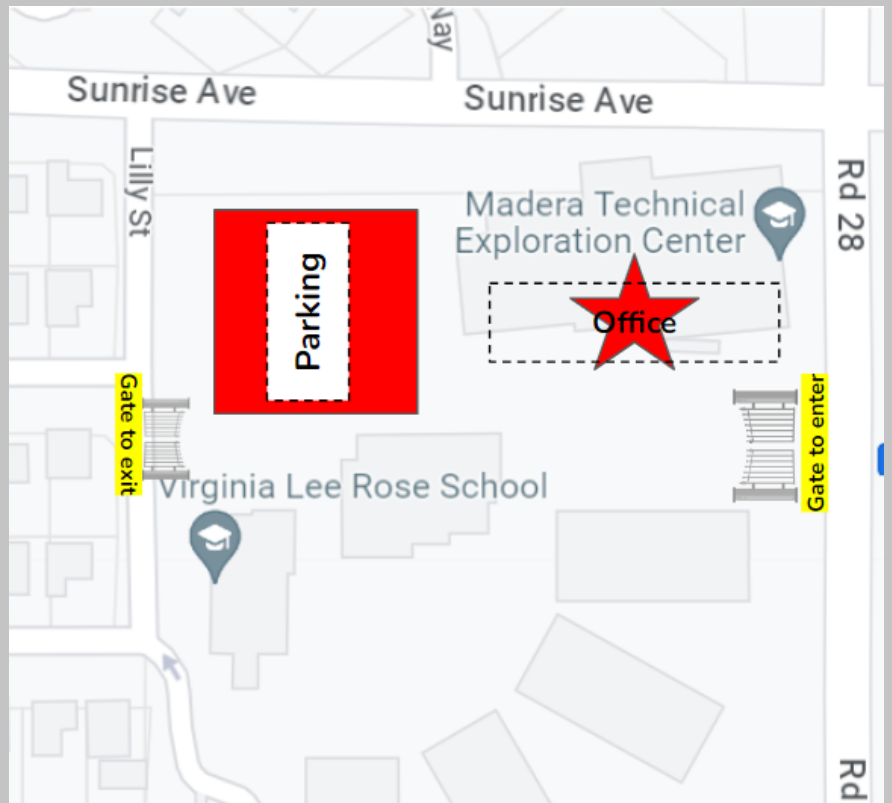 Sunrise Ave
Sunrise Ave
Lilly St
Rd 28
Madera Technical
Exploration Center
Parking
Office
Gate to exit
Gate to enter
Virginia Lee Rose School
Rd